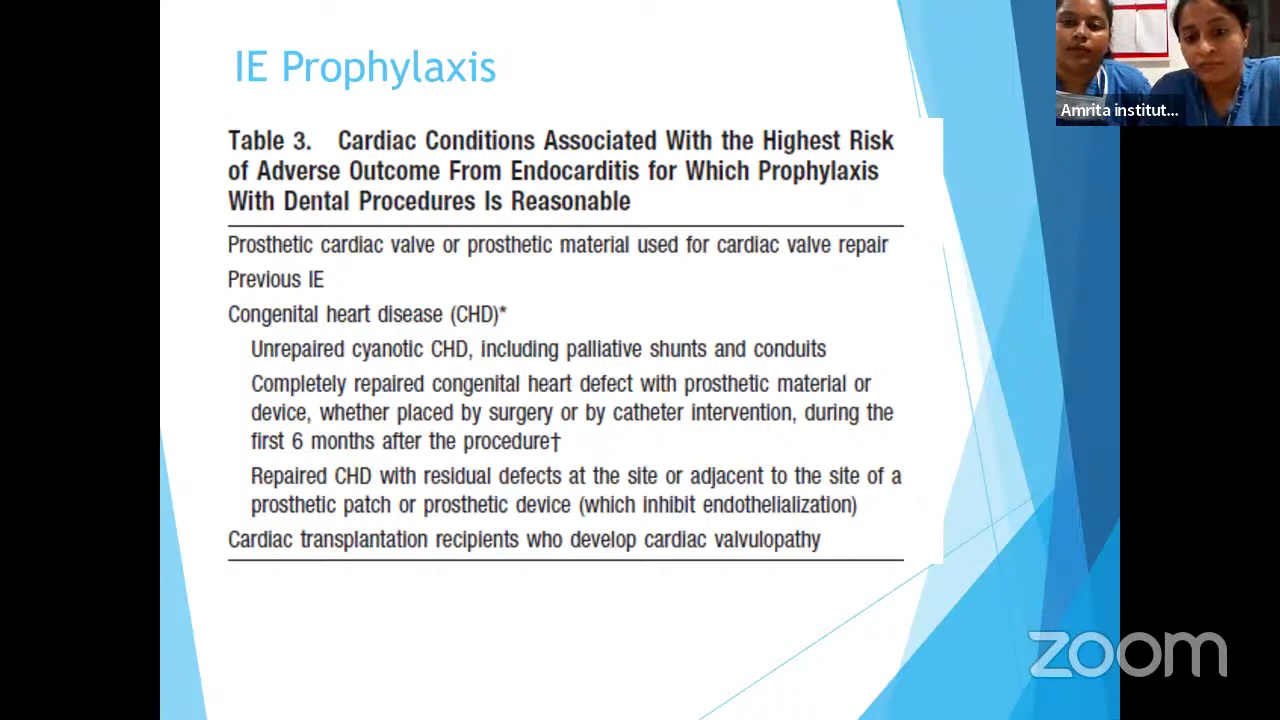 IE Prophylaxis
Table 3. Cardiac Conditions Associated With the Highest Risk
of Adverse Outcome From Endocarditis for Which Prophylaxis
With Dental Procedures Is Reasonable
Prosthetic cardiac valve or prosthetic material used for cardiac valve repair
Previous IE
Congenital heart disease (CHD)*
Unrepaired cyanotic CHD, including palliative shunts and conduits
Completely repaired congenital heart defect with prosthetic material or
device, whether placed by surgery or by catheter intervention, during the
first 6 months after the procedure†
Repaired CHD with residual defects at the site or adjacent to the site of a
prosthetic patch or prosthetic device (which inhibit endothelialization)
Cardiac transplantation recipients who develop cardiac valvulopathy
Amrita institut...
zoom